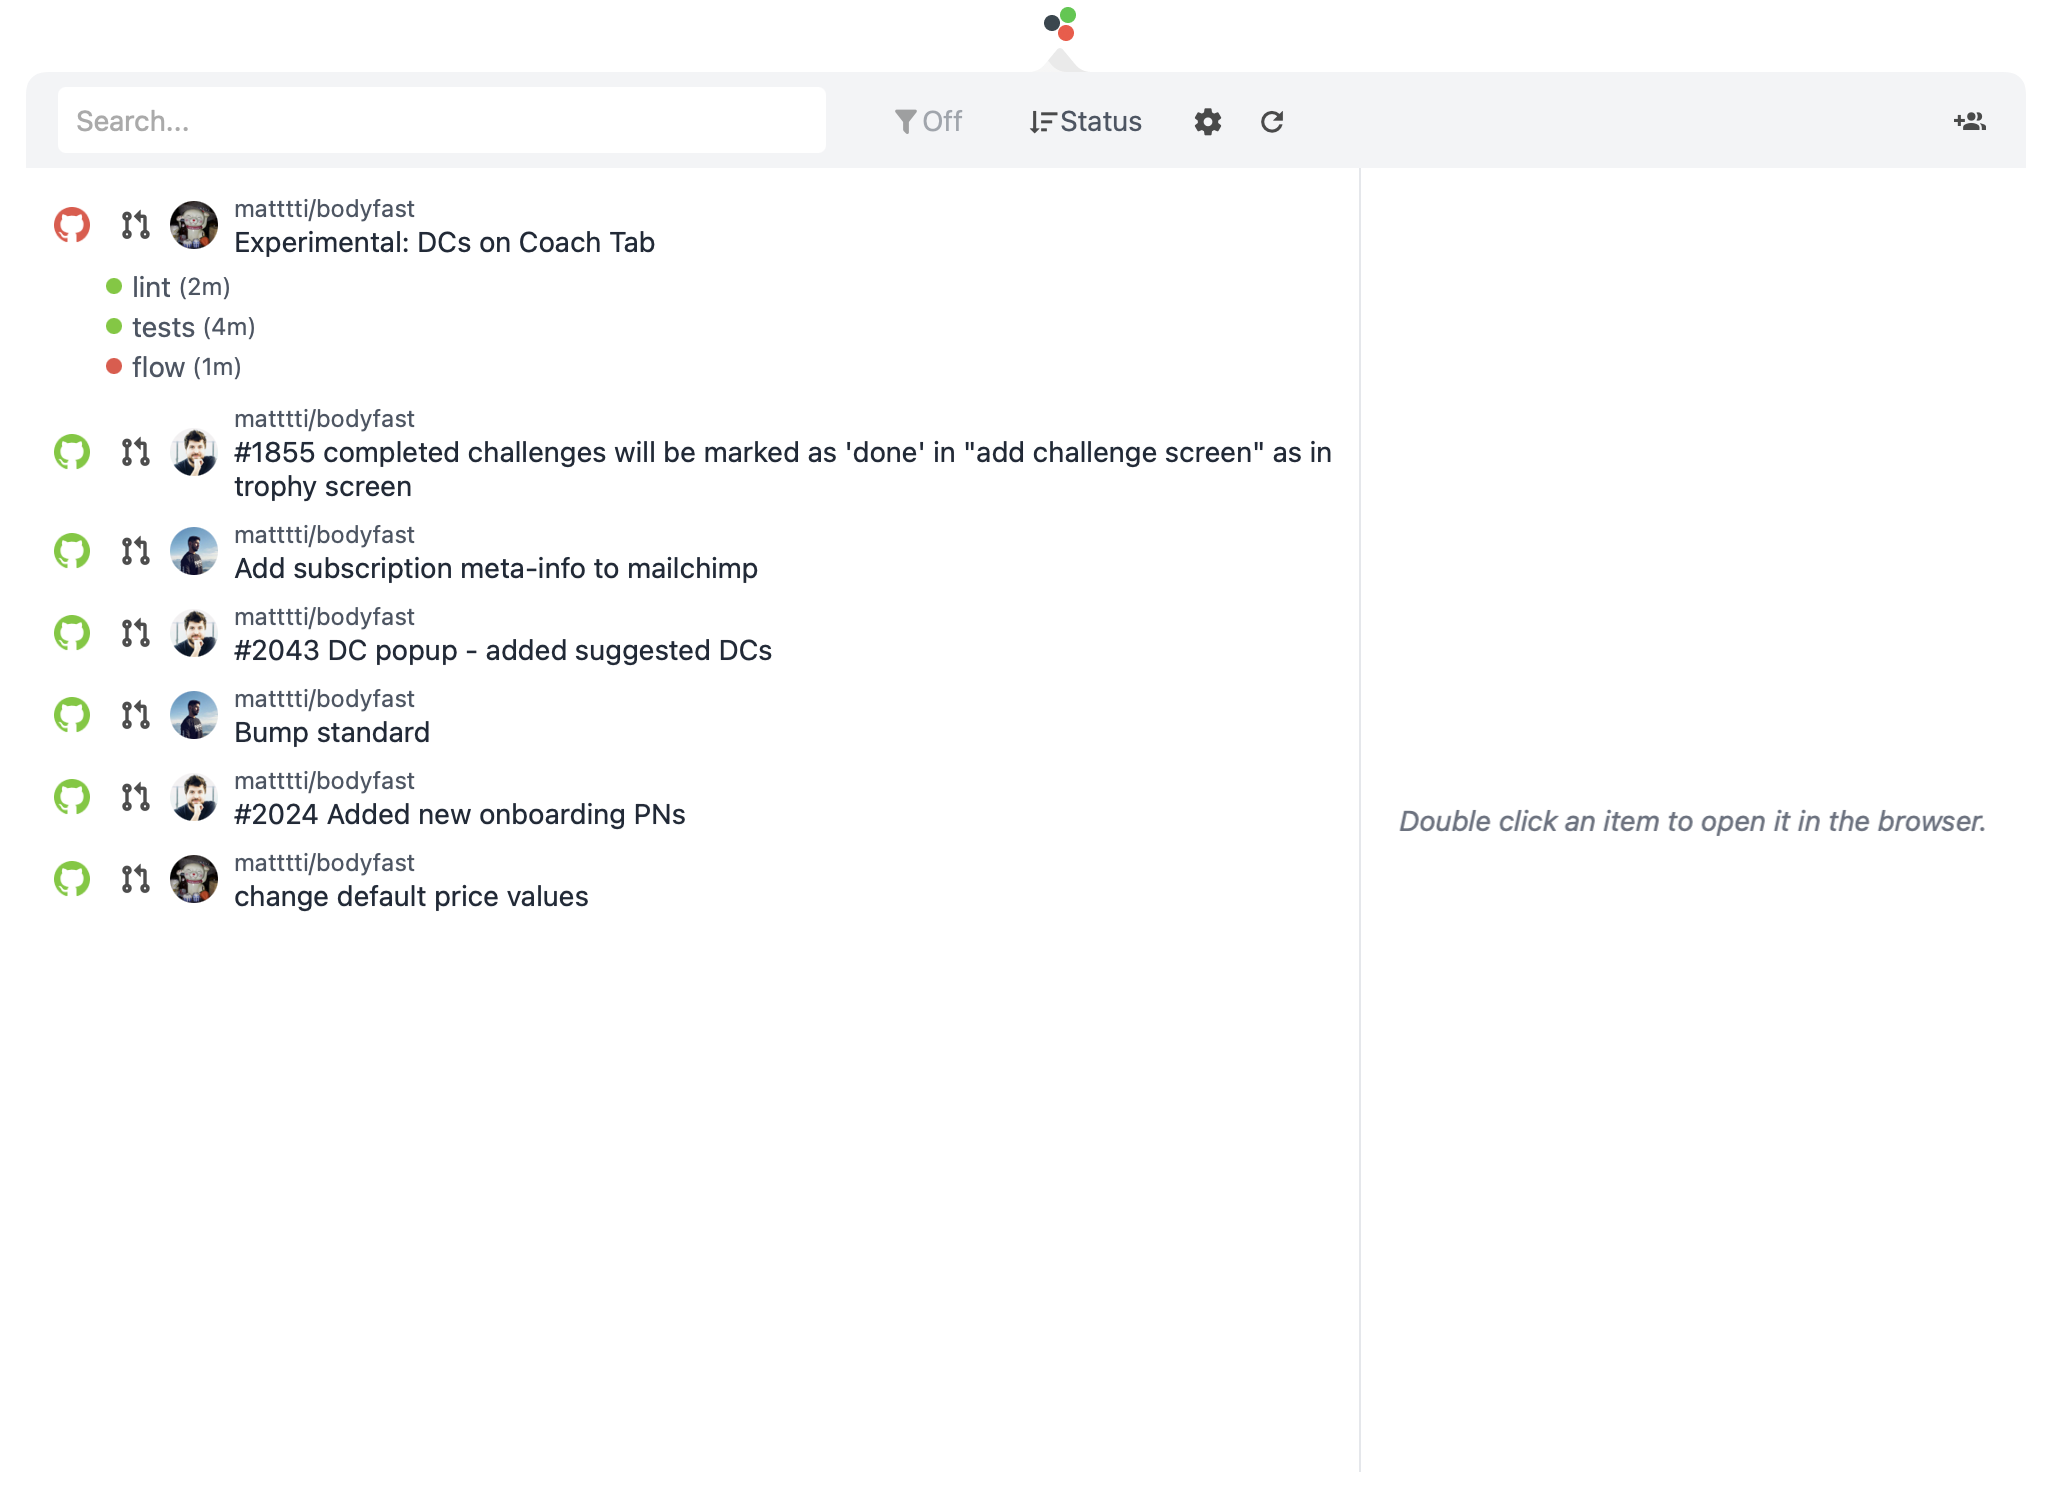 Search...
Off
Status
matttti/bodyfast
Experimental: DCs on Coach Tab
lint (2m)
tests (4m)
flow (1m)
matttti/bodyfast
#1855 completed challenges will be marked as 'done' in "add challenge screen" as in
trophy screen
matttti/bodyfast
Add subscription meta-info to mailchimp
matttti/bodyfast
#2043 DC popup - added suggested DCs
matttti/bodyfast
Bump standard
matttti/bodyfast
#2024 Added new onboarding PNs
matttti/bodyfast
change default price values
Double click an item to open it in the browser.